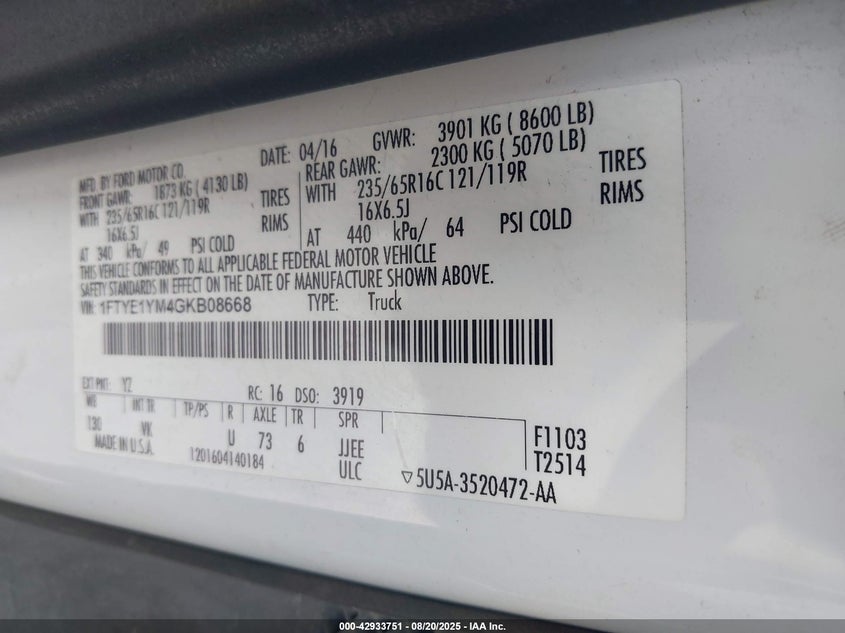 MFD. BY FORD MOTOR CO.
DATE: 04/16 GVWR: 3901 KG ( 8600 LB)
FRONT GAWR: 1873 KG ( 4130 LB)
REAR GAWR: 2300 KG ( 5070 LB)
WITH 235/65R16C 121/119R TIRES
WITH 235/65R16C 121/119R TIRES
16X6.5J RIMS
16X6.5J RIMS
AT 340 kPa/ 49 PSI COLD
AT 440 kPa/ 64 PSI COLD
THIS VEHICLE CONFORMS TO ALL APPLICABLE FEDERAL MOTOR VEHICLE
SAFETY STANDARDS IN EFFECT ON THE DATE OF MANUFACTURE SHOWN ABOVE.
VIN: 1FTYE1YM4GKB08668 TYPE: Truck
EXT PNT: YZ RC: 16 DSO: 3919
WB INT TR TP/PS R AXLE TR SPR
130 VK U 73 6 JJEE F1103
MADE IN U.S.A. ULC T2514
1201604140184
▽5U5A-3520472-AA
000-42933751 - 08/20/2025 - IAA Inc.